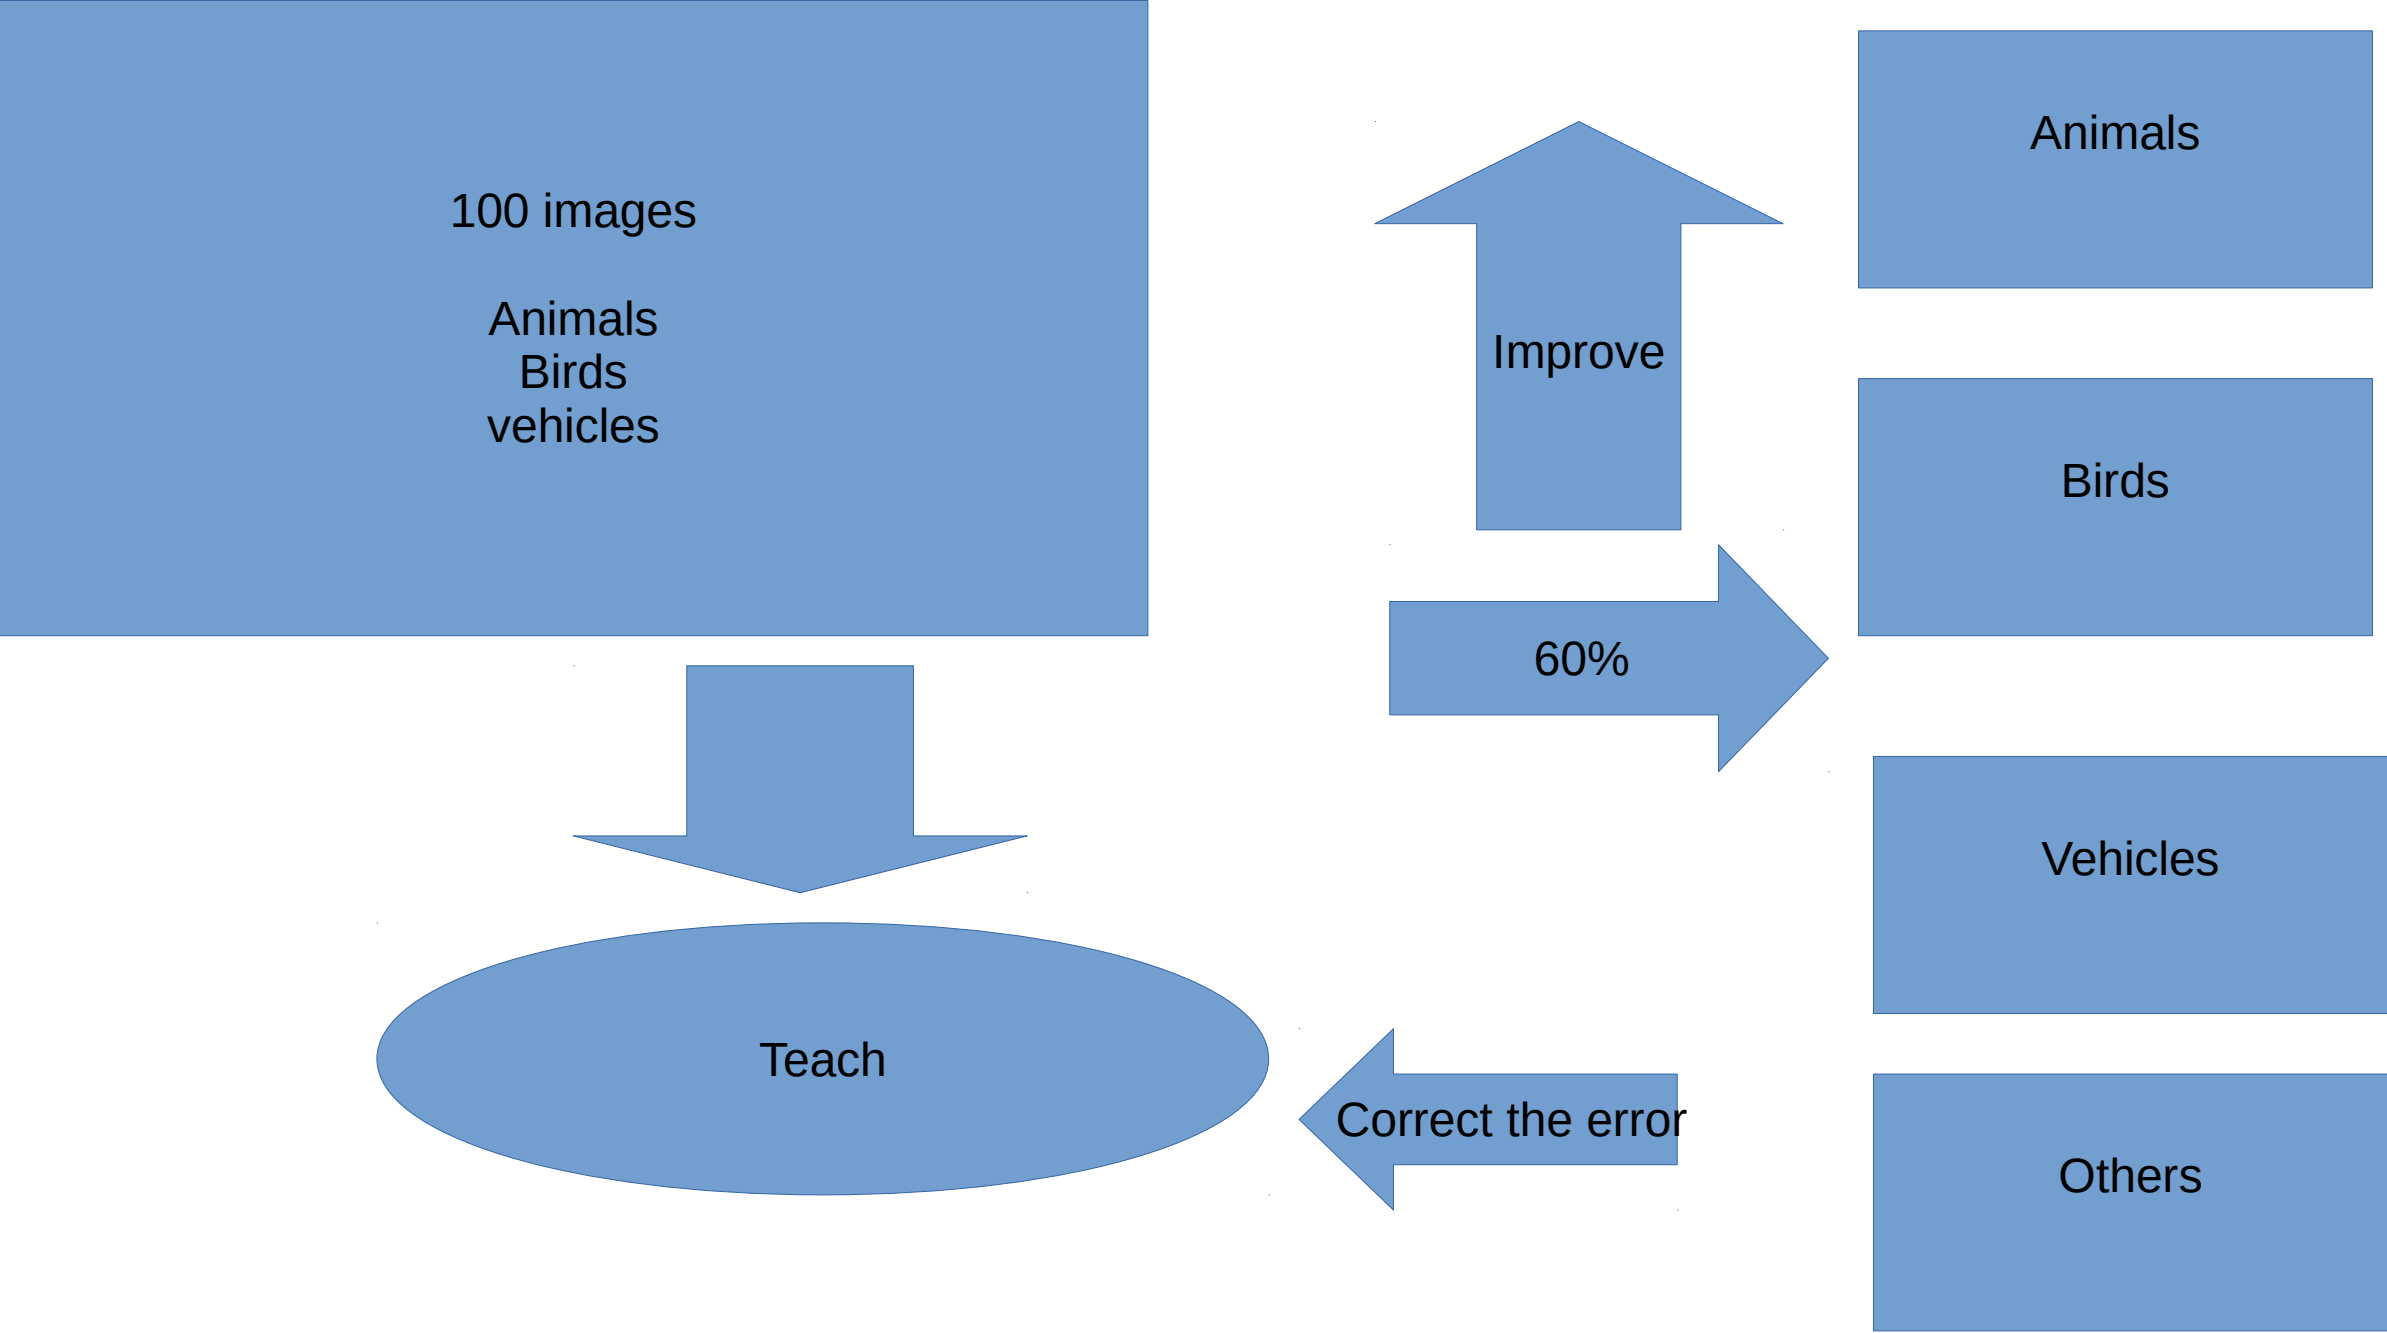 100 images
Animals
Birds
vehicles
Improve
60%
Teach
Correct the error
Animals
Birds
Vehicles
Others